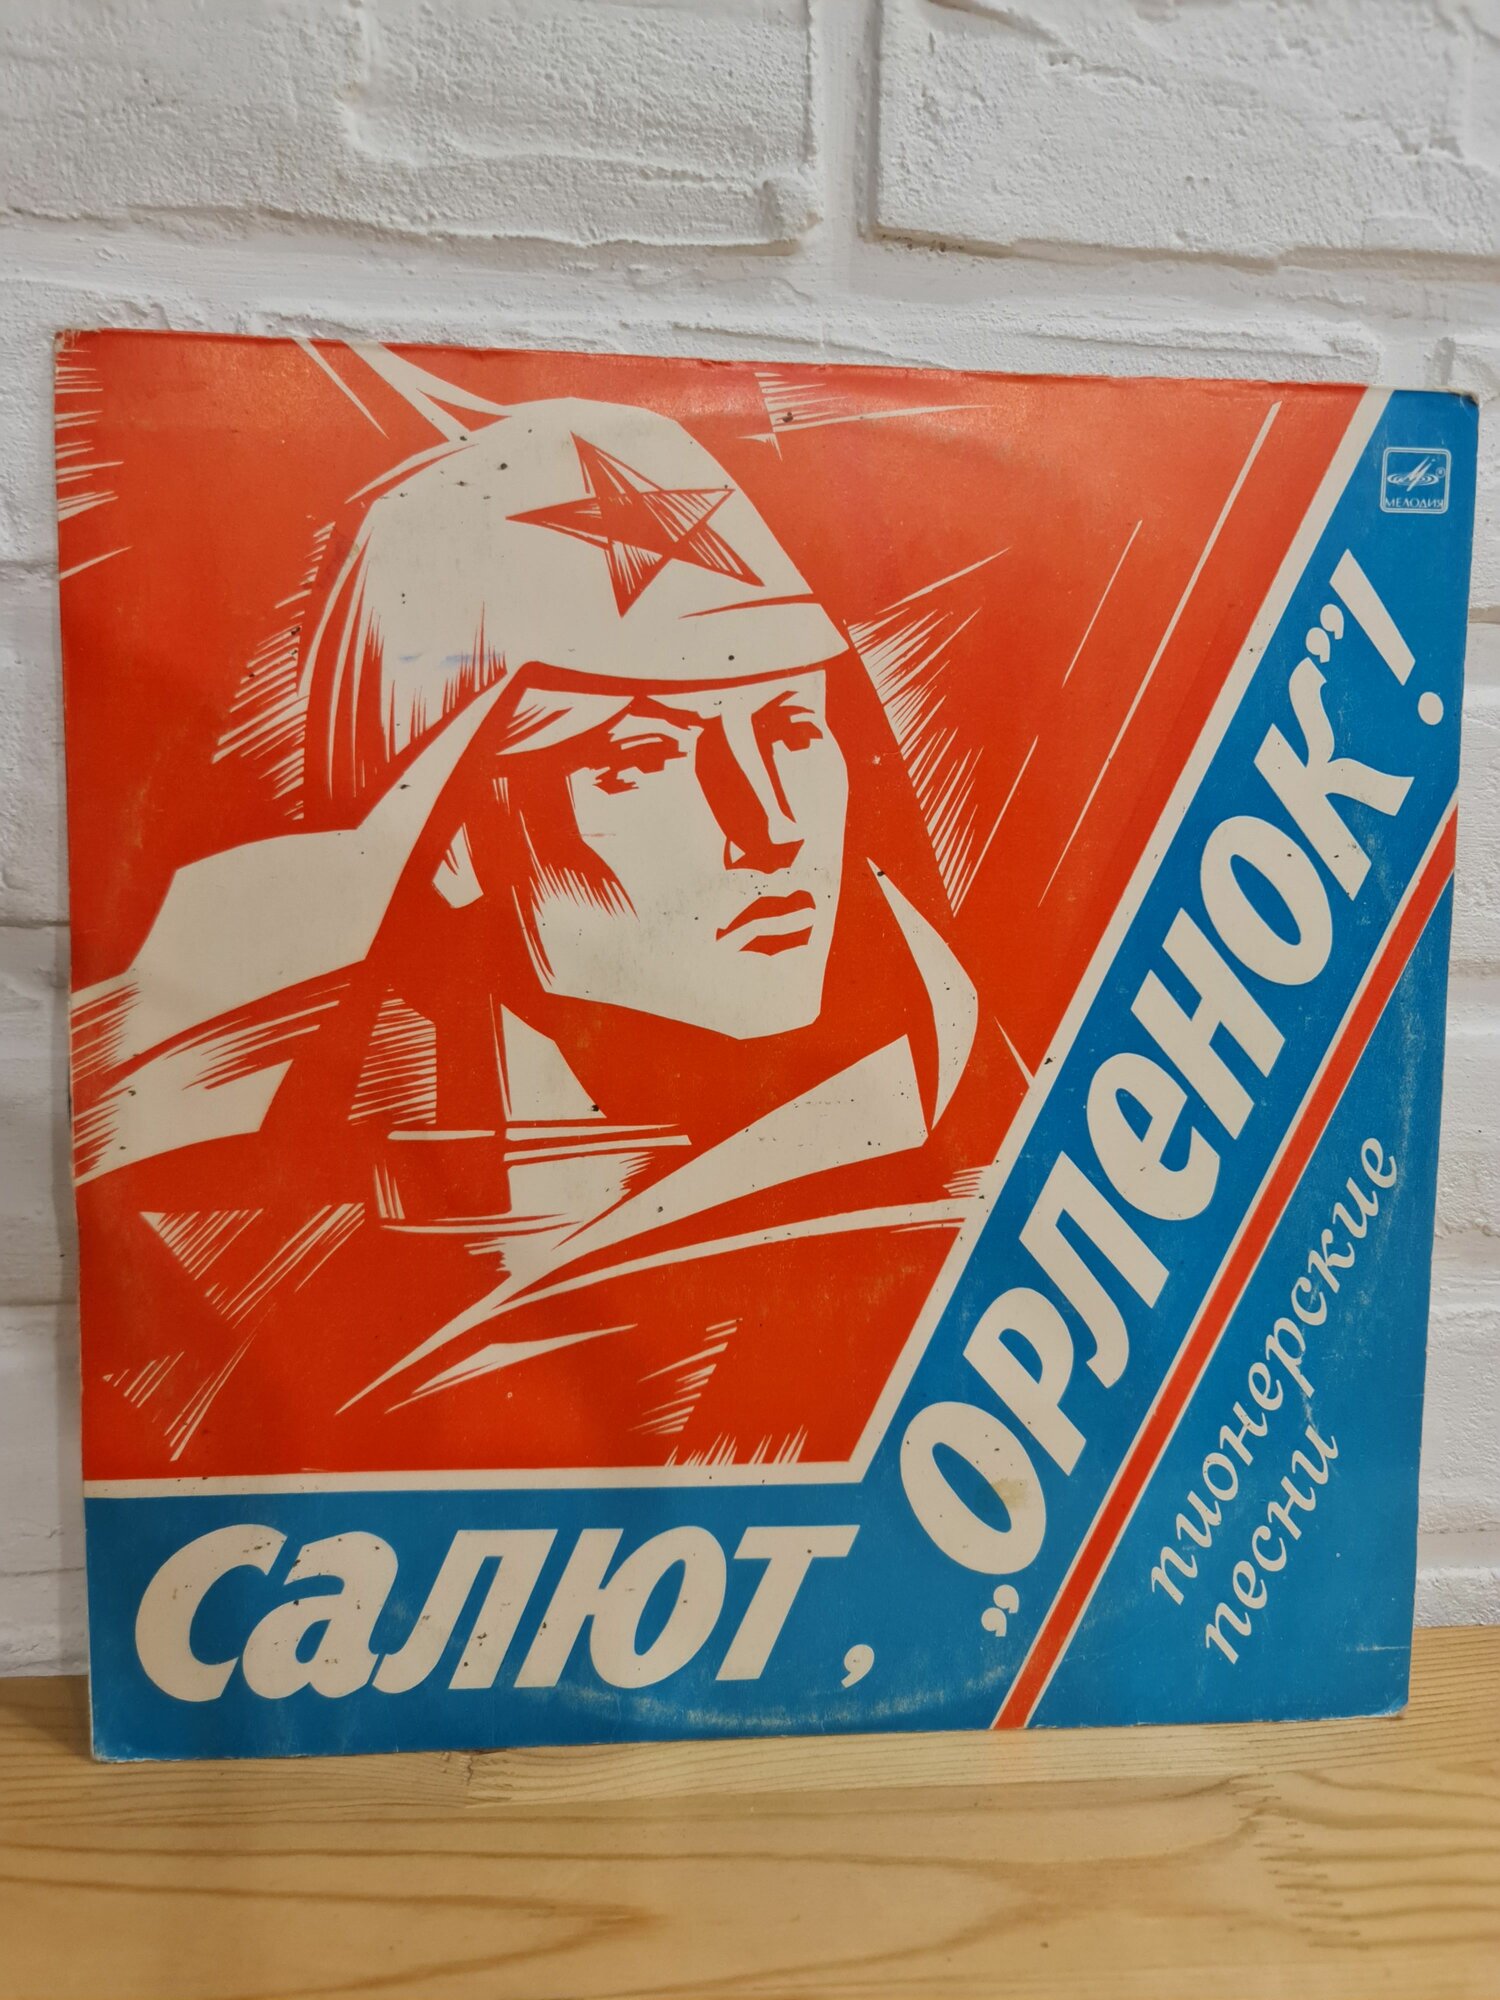 МЕЛОДИЯ
салют, „ОРЛеНОК”!
пионерские
песни